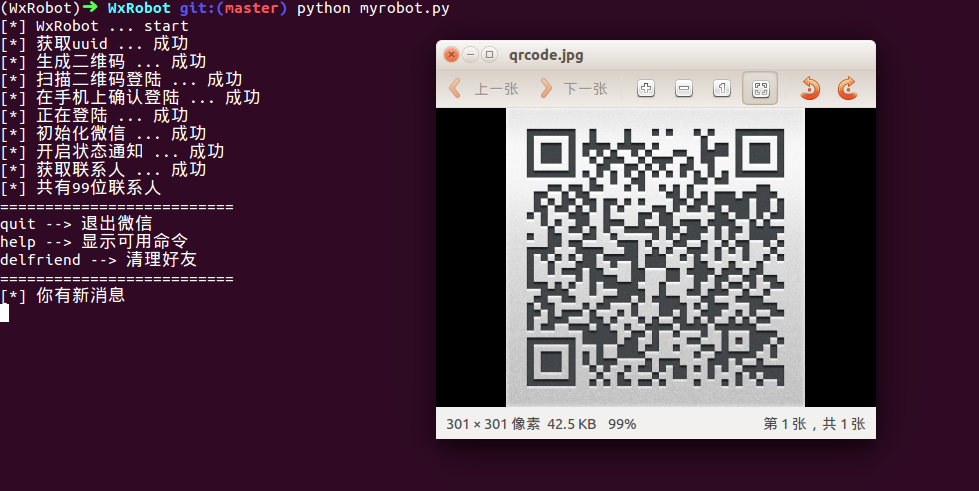 (WxRobot)➜ WxRobot git:(master) python myrobot.py
[*] WxRobot ... start
[*] 获取uuid ... 成功
[*] 生成二维码 ... 成功
[*] 扫描二维码登陆 ... 成功
[*] 在手机上确认登陆 ... 成功
[*] 正在登陆 ... 成功
[*] 初始化微信 ... 成功
[*] 开启状态通知 ... 成功
[*] 获取联系人 ... 成功
[*] 共有99位联系人
==========================
quit --> 退出微信
help --> 显示可用命令
delfriend --> 清理好友
==========================
[*] 你有新消息
qrcode.jpg
上一张 下一张
301 × 301 像素 42.5 KB 99% 第 1 张，共 1 张